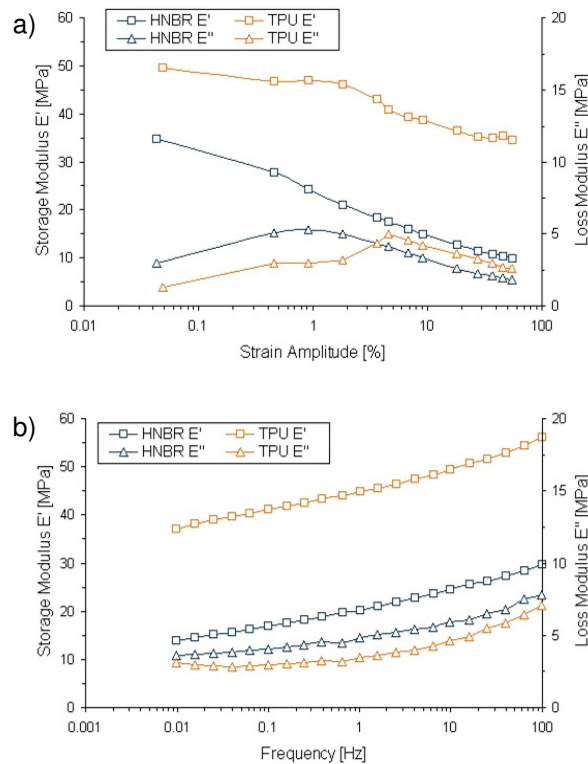 a)
HNBR E' TPU E'
HNBR E'' TPU E''
Storage Modulus E' [MPa]
60
50
40
30
20
10
0
Loss Modulus E'' [MPa]
20
15
10
5
0
0.01 0.1 1 10 100
Strain Amplitude [%]
b)
HNBR E' TPU E'
HNBR E'' TPU E''
Storage Modulus E' [MPa]
60
50
40
30
20
10
0
Loss Modulus E'' [MPa]
20
15
10
5
0
0.001 0.01 0.1 1 10 100
Frequency [Hz]